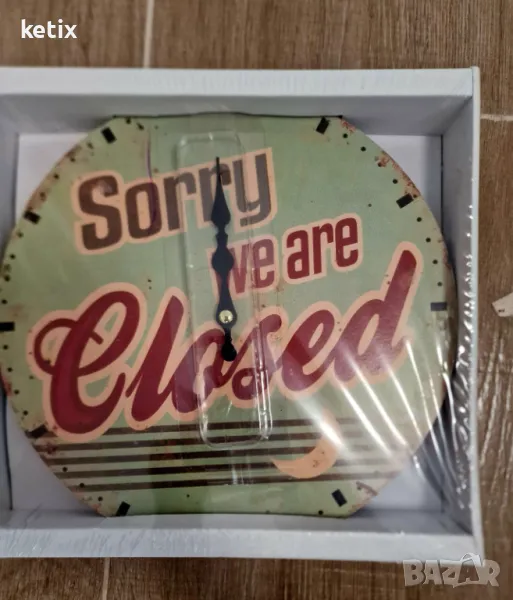 ketix
Sorry
we are
Closed
BAZAR